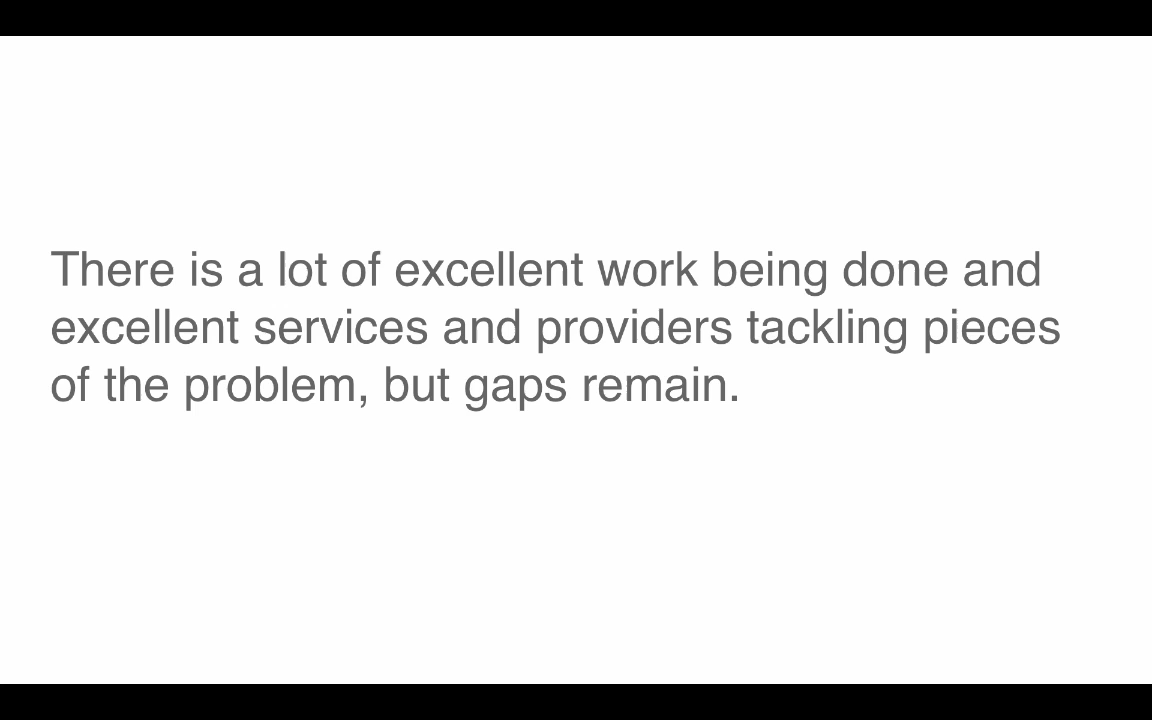 There is a lot of excellent work being done and
excellent services and providers tackling pieces
of the problem, but gaps remain.